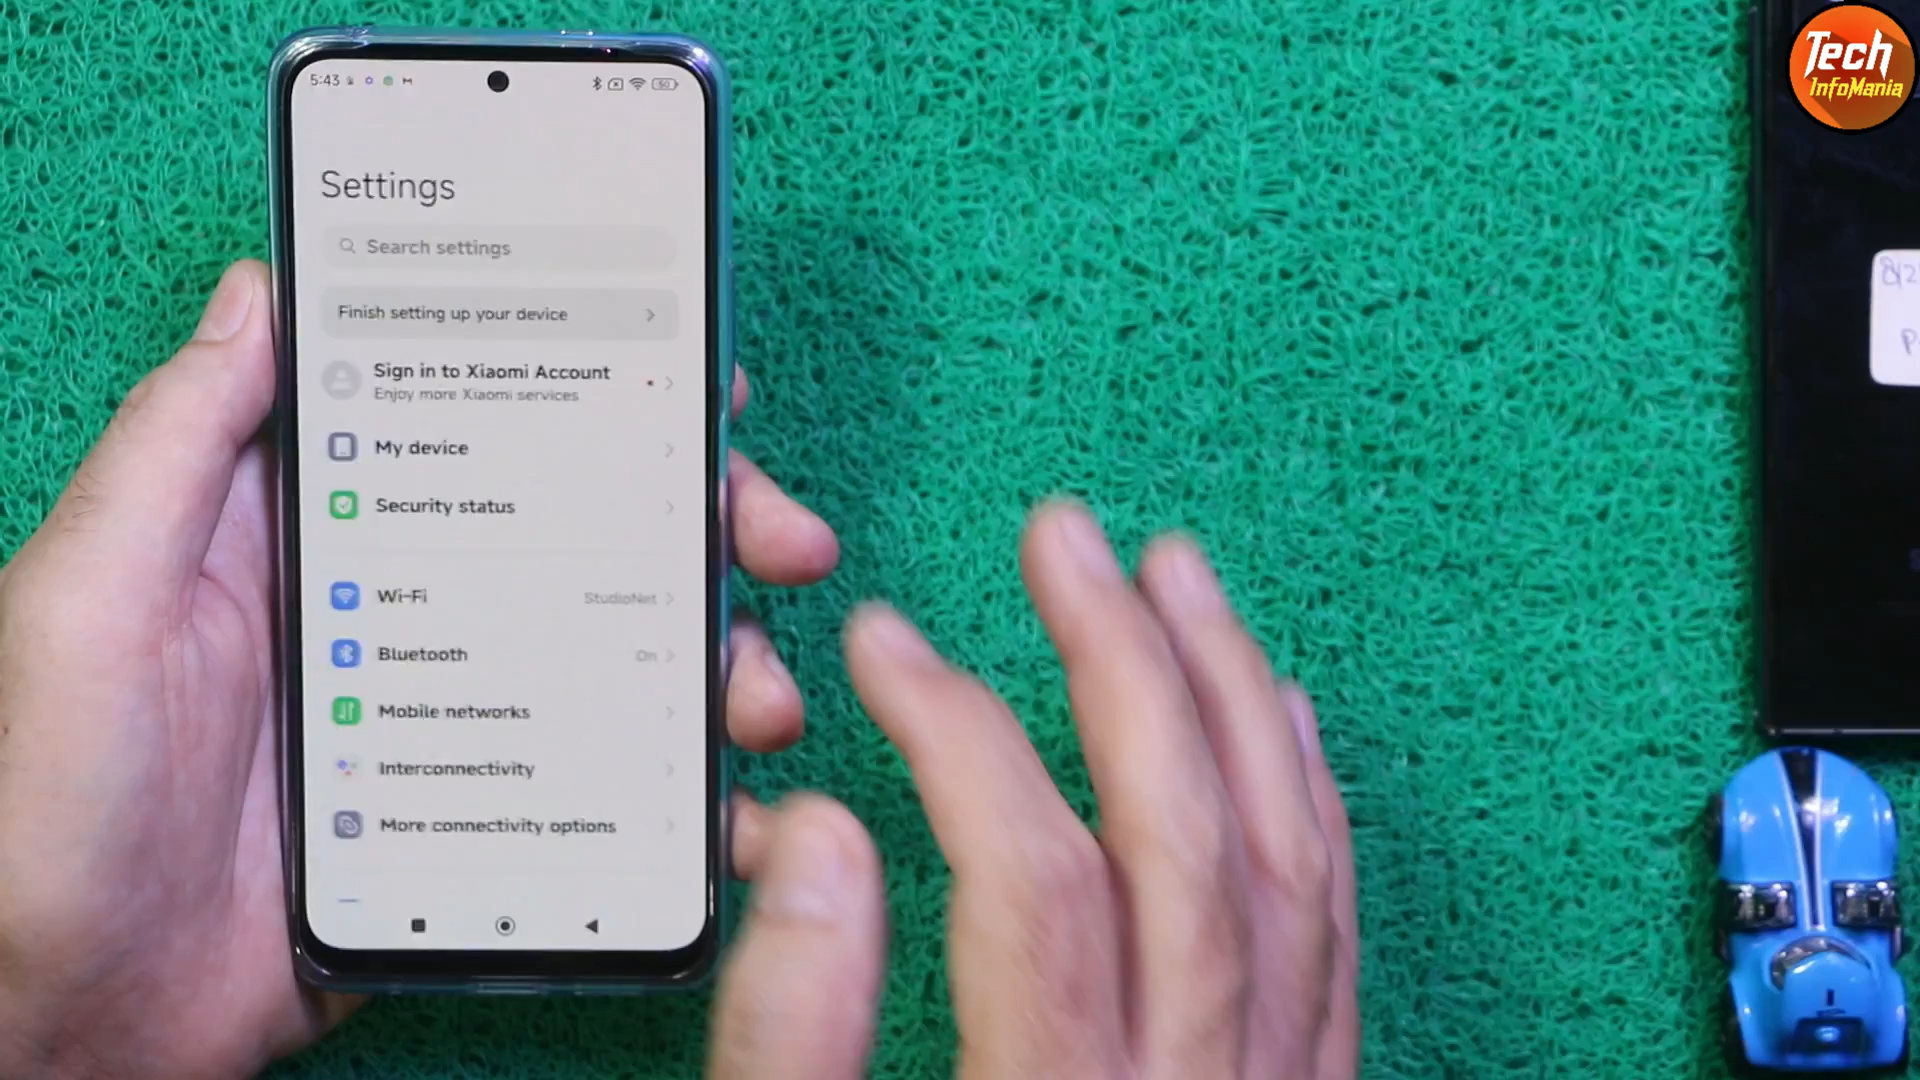 Tech
InfoMania
5:43
Settings
Search settings
Finish setting up your device
Sign in to Xiaomi Account
Enjoy more Xiaomi services
My device
Security status
Wi-Fi
StudioNet
Bluetooth
On
Mobile networks
Interconnectivity
More connectivity options